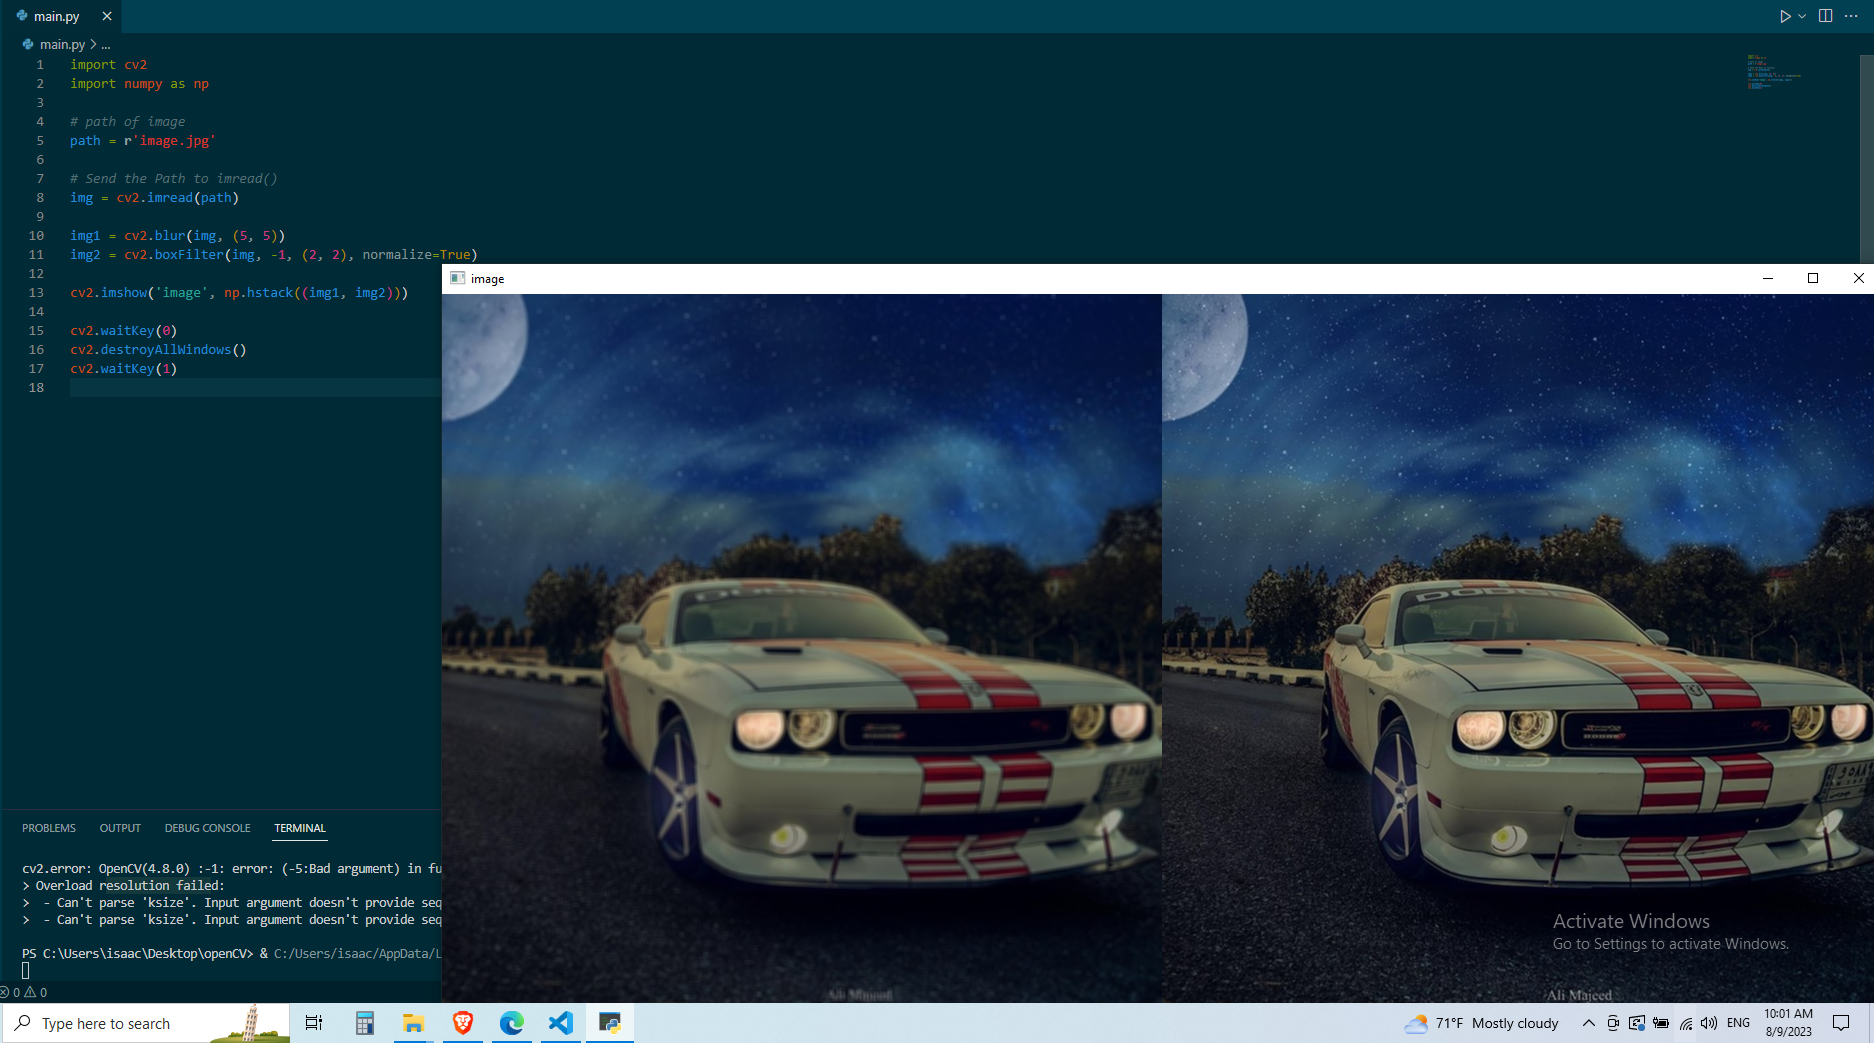 main.py
main.py > ...
1 import cv2
2 import numpy as np
3
4 # path of image
5 path = r'image.jpg'
6
7 # Send the Path to imread()
8 img = cv2.imread(path)
9
10 img1 = cv2.blur(img, (5, 5))
11 img2 = cv2.boxFilter(img, -1, (2, 2), normalize=True)
12
13 cv2.imshow('image', np.hstack((img1, img2)))
14
15 cv2.waitKey(0)
16 cv2.destroyAllWindows()
17 cv2.waitKey(1)
18
image
DODGE
DODGE
Ali Majeed
Ali Majeed
Activate Windows
Go to Settings to activate Windows.
PROBLEMS OUTPUT DEBUG CONSOLE TERMINAL
cv2.error: OpenCV(4.8.0) :-1: error: (-5:Bad argument) in fu
> Overload resolution failed:
>  - Can't parse 'ksize'. Input argument doesn't provide seq
>  - Can't parse 'ksize'. Input argument doesn't provide seq
PS C:\Users\isaac\Desktop\openCV> & C:/Users/isaac/AppData/L
0 0
Type here to search
71°F Mostly cloudy
ENG
10:01 AM
8/9/2023